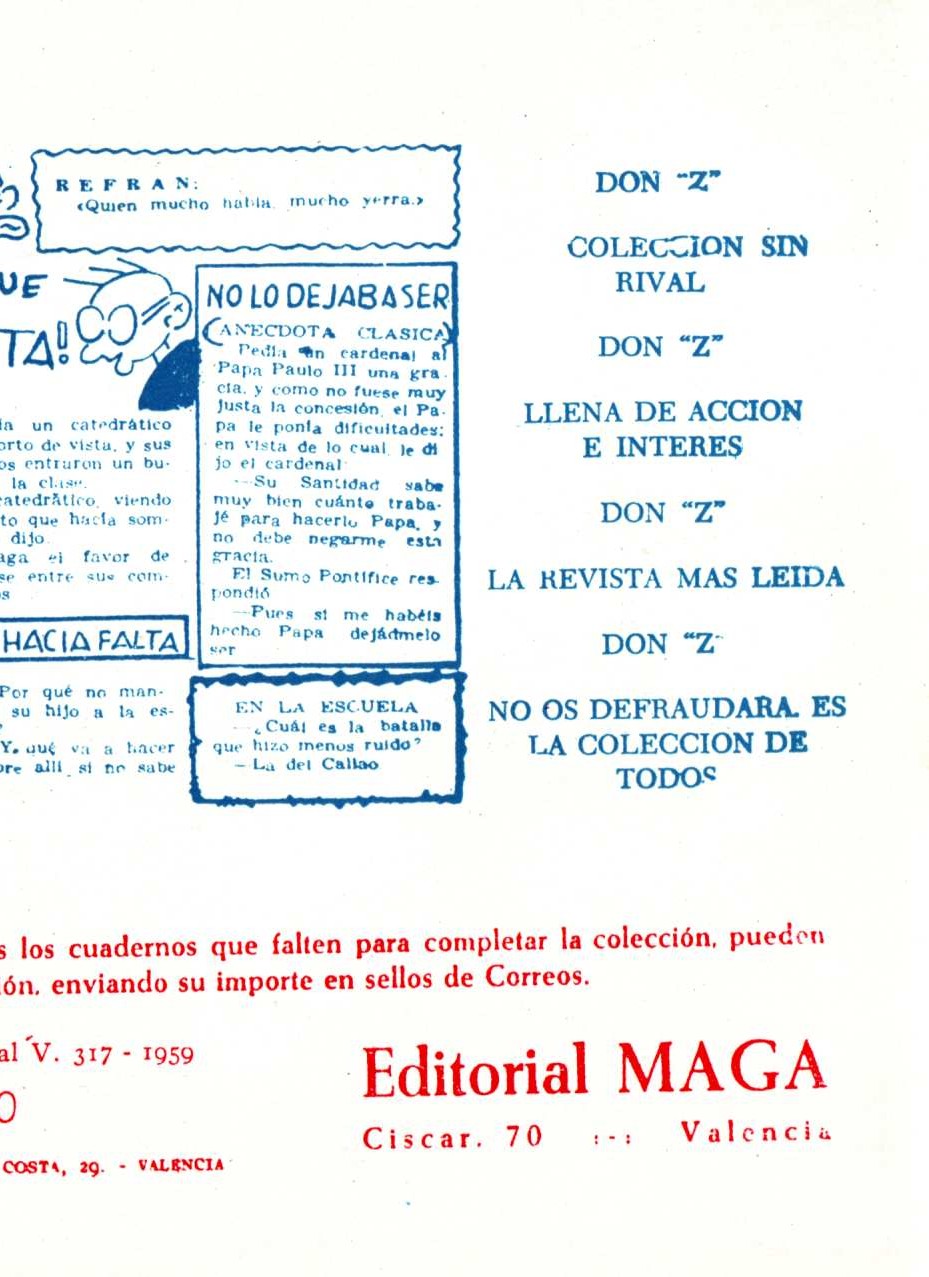 REFRAN:
«Quien mucho habla, mucho yerra.»
UE
TA!
ía un catedrático
orto de vista, y sus
os entraron un bu-
la clase.
catedrático, viendo
to que hacía som-
dijo.
aga el favor de
se entre sus com-
s
HACIA FALTA
Por qué no man-
su hijo a la es-
Y qué va a hacer
bre allí si no sabe
NO LO DEJABA SER
(ANECDOTA CLASICA)
Pedía un cardenal al
Papa Paulo III una gra-
cia, y como no fuese muy
justa la concesión, el Pa-
pa le ponía dificultades;
en vista de lo cual, le di
jo el cardenal:
—Su Santidad sabe
muy bien cuánto traba-
jé para hacerlo Papa, y
no debe negarme esta
gracia.
El Sumo Pontífice res-
pondió
—Pues si me habéis
hecho Papa dejádmelo
ser
EN LA ESCUELA
—¿Cuál es la batalla
que hizo menos ruido?
— La del Callao
DON “Z”
COLECCION SIN
RIVAL
DON “Z”
LLENA DE ACCION
E INTERES
DON “Z”
LA REVISTA MAS LEIDA
DON “Z”
NO OS DEFRAUDARA. ES
LA COLECCION DE
TODOS
s los cuadernos que falten para completar la colección, pueden
ión, enviando su importe en sellos de Correos.
al V. 317 - 1959
Editorial MAGA
Ciscar. 70 :-: Valencia
COSTA, 29. - VALENCIA